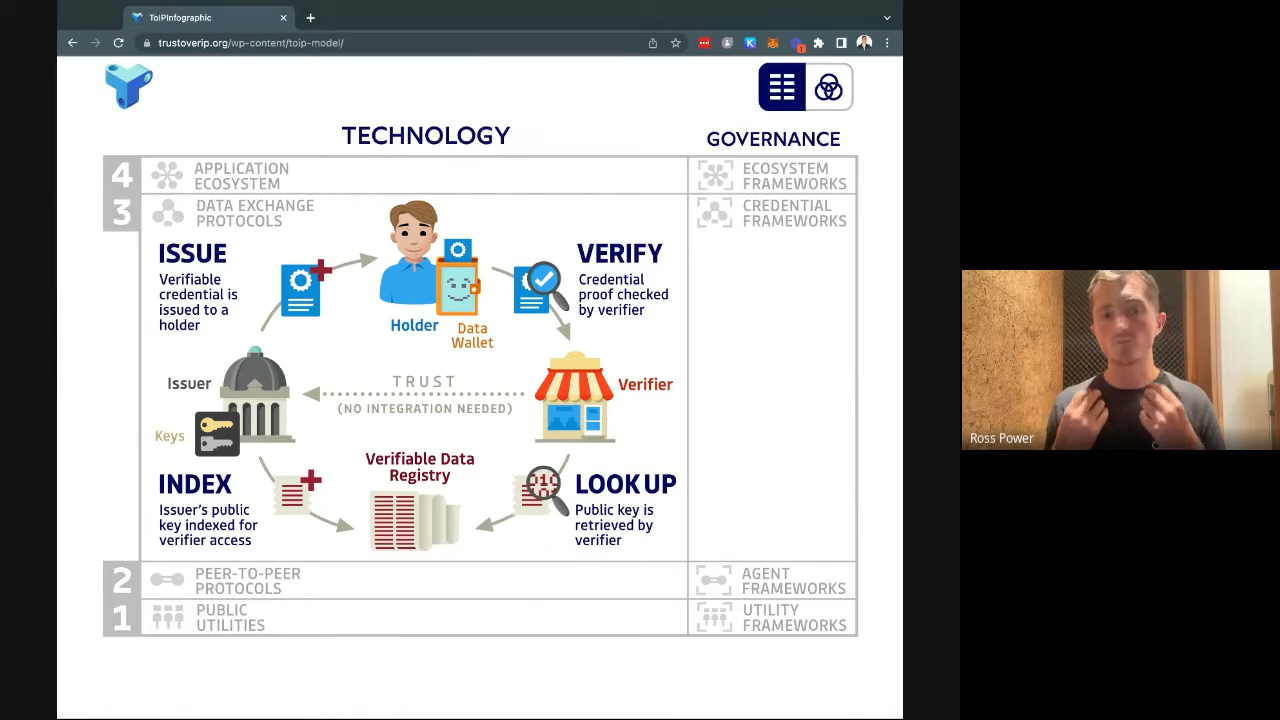 ToIPInfographic
trustoverip.org/wp-content/toip-model/
1
TECHNOLOGY
GOVERNANCE
4
APPLICATION
ECOSYSTEM
ECOSYSTEM
FRAMEWORKS
3
DATA EXCHANGE
PROTOCOLS
CREDENTIAL
FRAMEWORKS
ISSUE
Verifiable
credential is
issued to a
holder
VERIFY
Credential
proof checked
by verifier
Holder
Data
Wallet
Issuer
Keys
TRUST
(NO INTEGRATION NEEDED)
Verifier
Verifiable Data
Registry
INDEX
Issuer's public
key indexed for
verifier access
LOOK UP
Public key is
retrieved by
verifier
2
PEER-TO-PEER
PROTOCOLS
AGENT
FRAMEWORKS
1
PUBLIC
UTILITIES
UTILITY
FRAMEWORKS
Ross Power